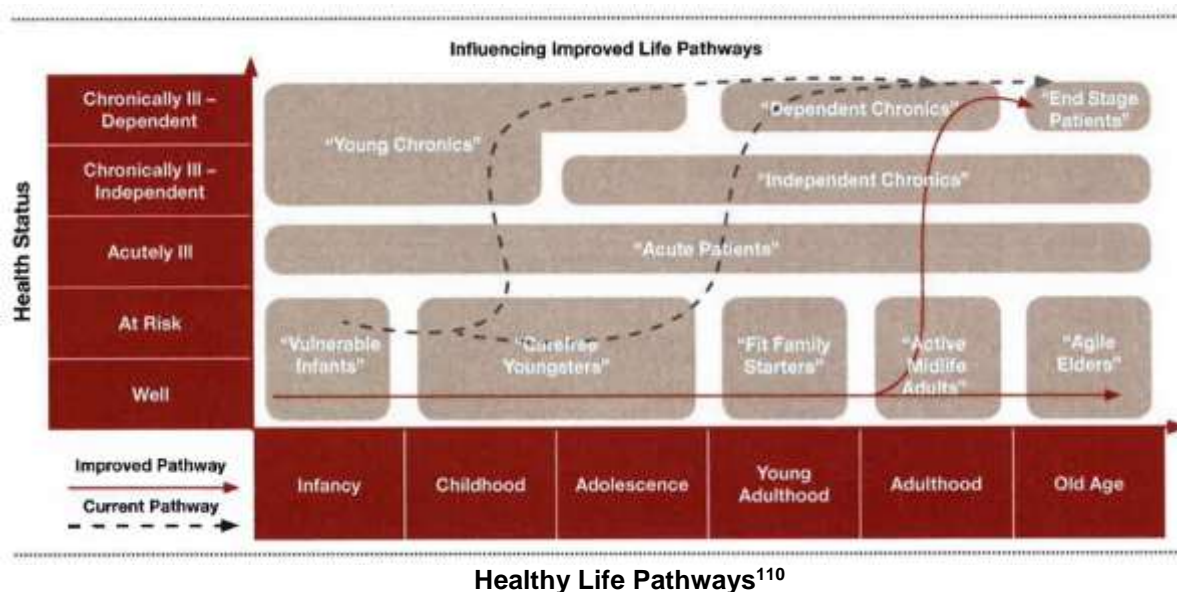 Influencing Improved Life Pathways
Health Status
Chronically Ill –
Dependent
Chronically Ill –
Independent
Acutely Ill
At Risk
Well
"Young Chronics"
"Dependent Chronics"
"End Stage
Patients"
"Independent Chronics"
"Acute Patients"
"Vulnerable
Infants"
"Carefree
Youngsters"
"Fit Family
Starters"
"Active
Midlife
Adults"
"Agile
Elders"
Improved Pathway
Current Pathway
Infancy
Childhood
Adolescence
Young
Adulthood
Adulthood
Old Age
Healthy Life Pathways110